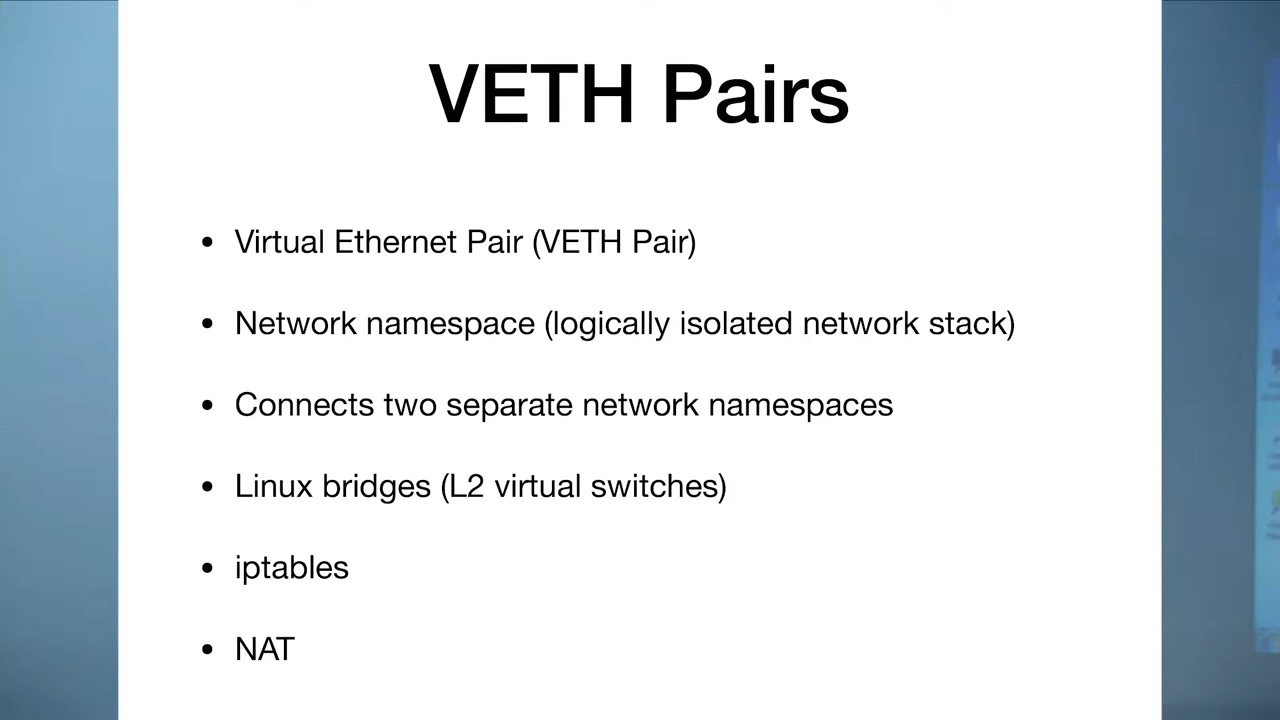 VETH Pairs
• Virtual Ethernet Pair (VETH Pair)
• Network namespace (logically isolated network stack)
• Connects two separate network namespaces
• Linux bridges (L2 virtual switches)
• iptables
• NAT